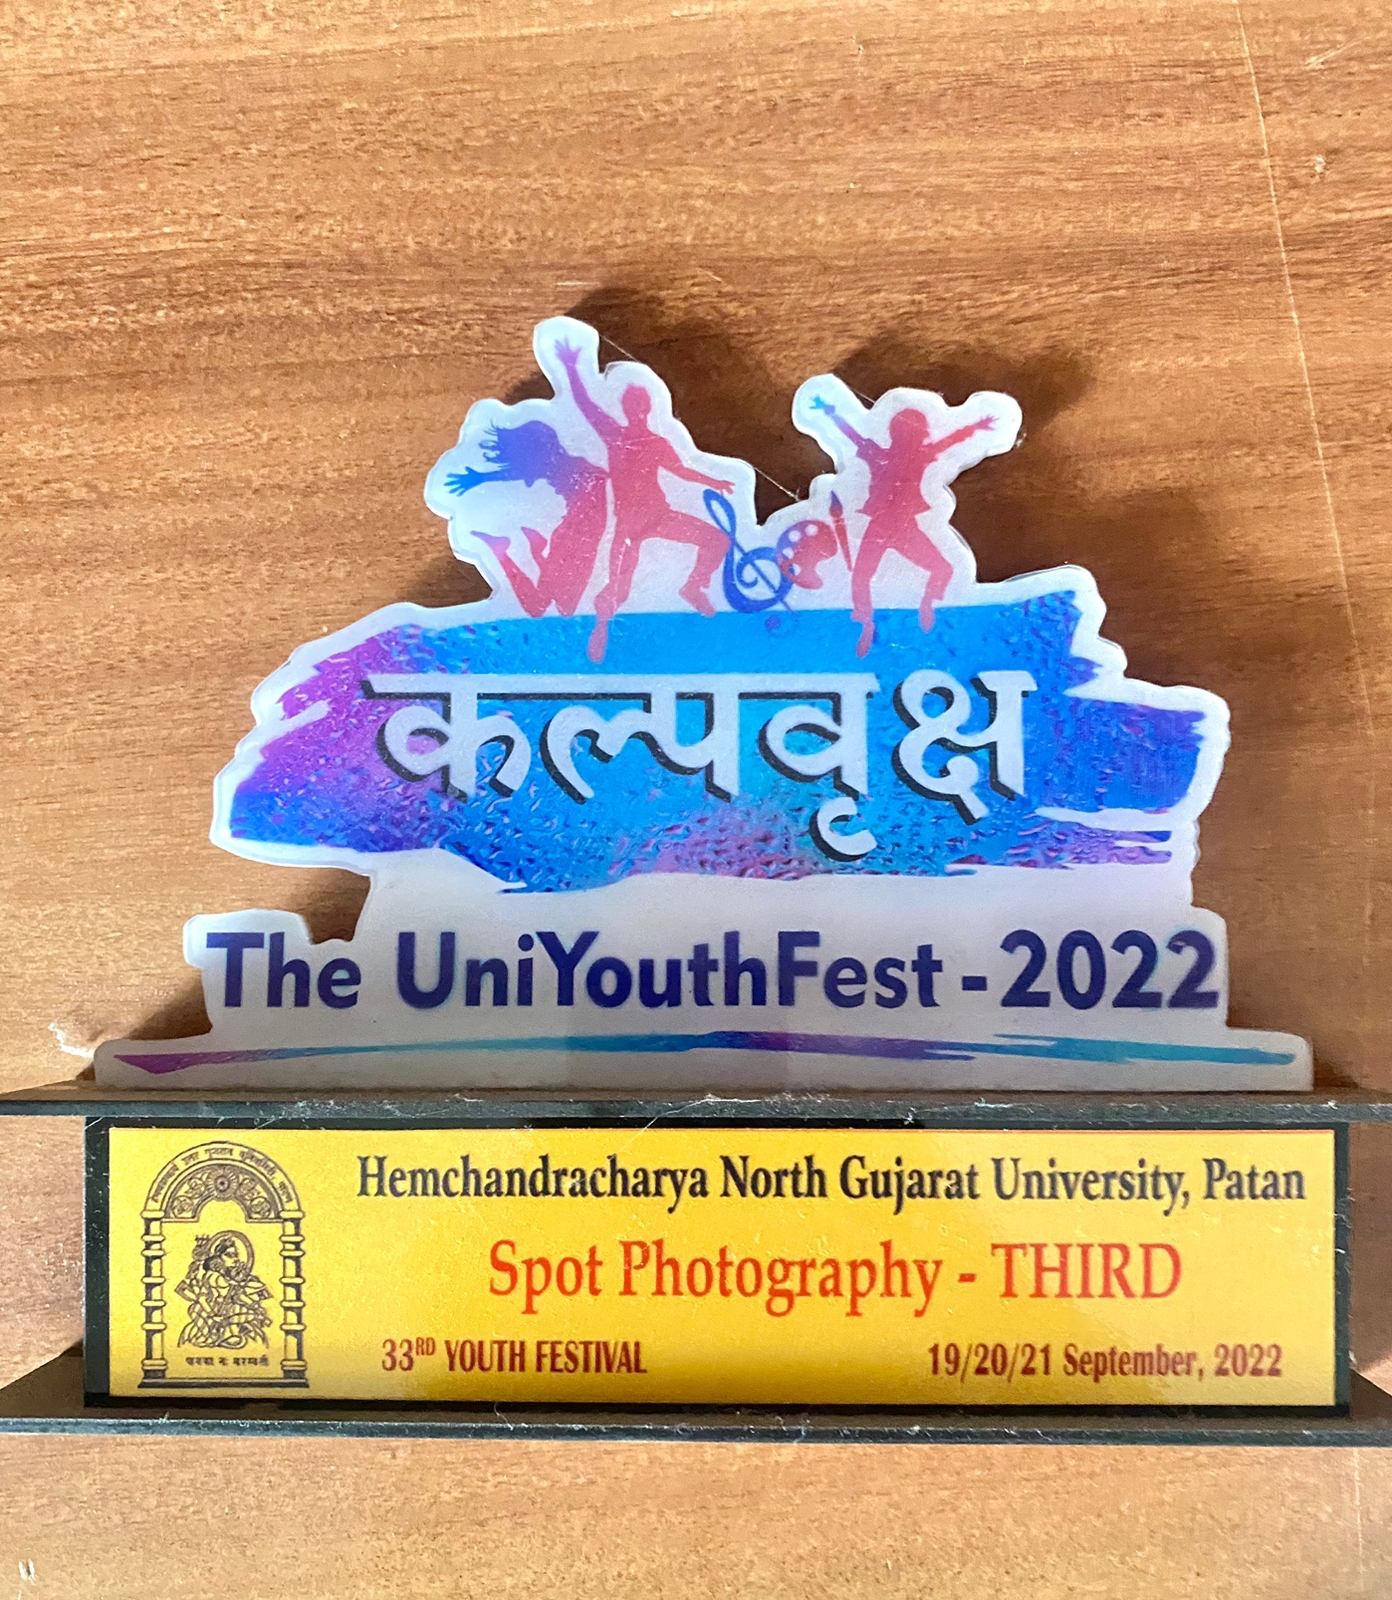 कल्पवृक्ष
The UniYouthFest - 2022
Hemchandracharya North Gujarat University, Patan
Spot Photography - THIRD
33RD YOUTH FESTIVAL
19/20/21 September, 2022